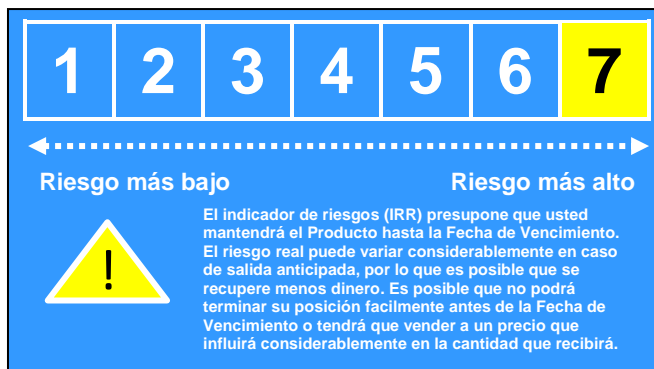 1 2 3 4 5 6 7
Riesgo más bajo Riesgo más alto
El indicador de riesgos (IRR) presupone que usted
mantendrá el Producto hasta la Fecha de Vencimiento.
El riesgo real puede variar considerablemente en caso
de salida anticipada, por lo que es posible que se
recupere menos dinero. Es posible que no podrá
terminar su posición facilmente antes de la Fecha de
Vencimiento o tendrá que vender a un precio que
influirá considerablemente en la cantidad que recibirá.
!